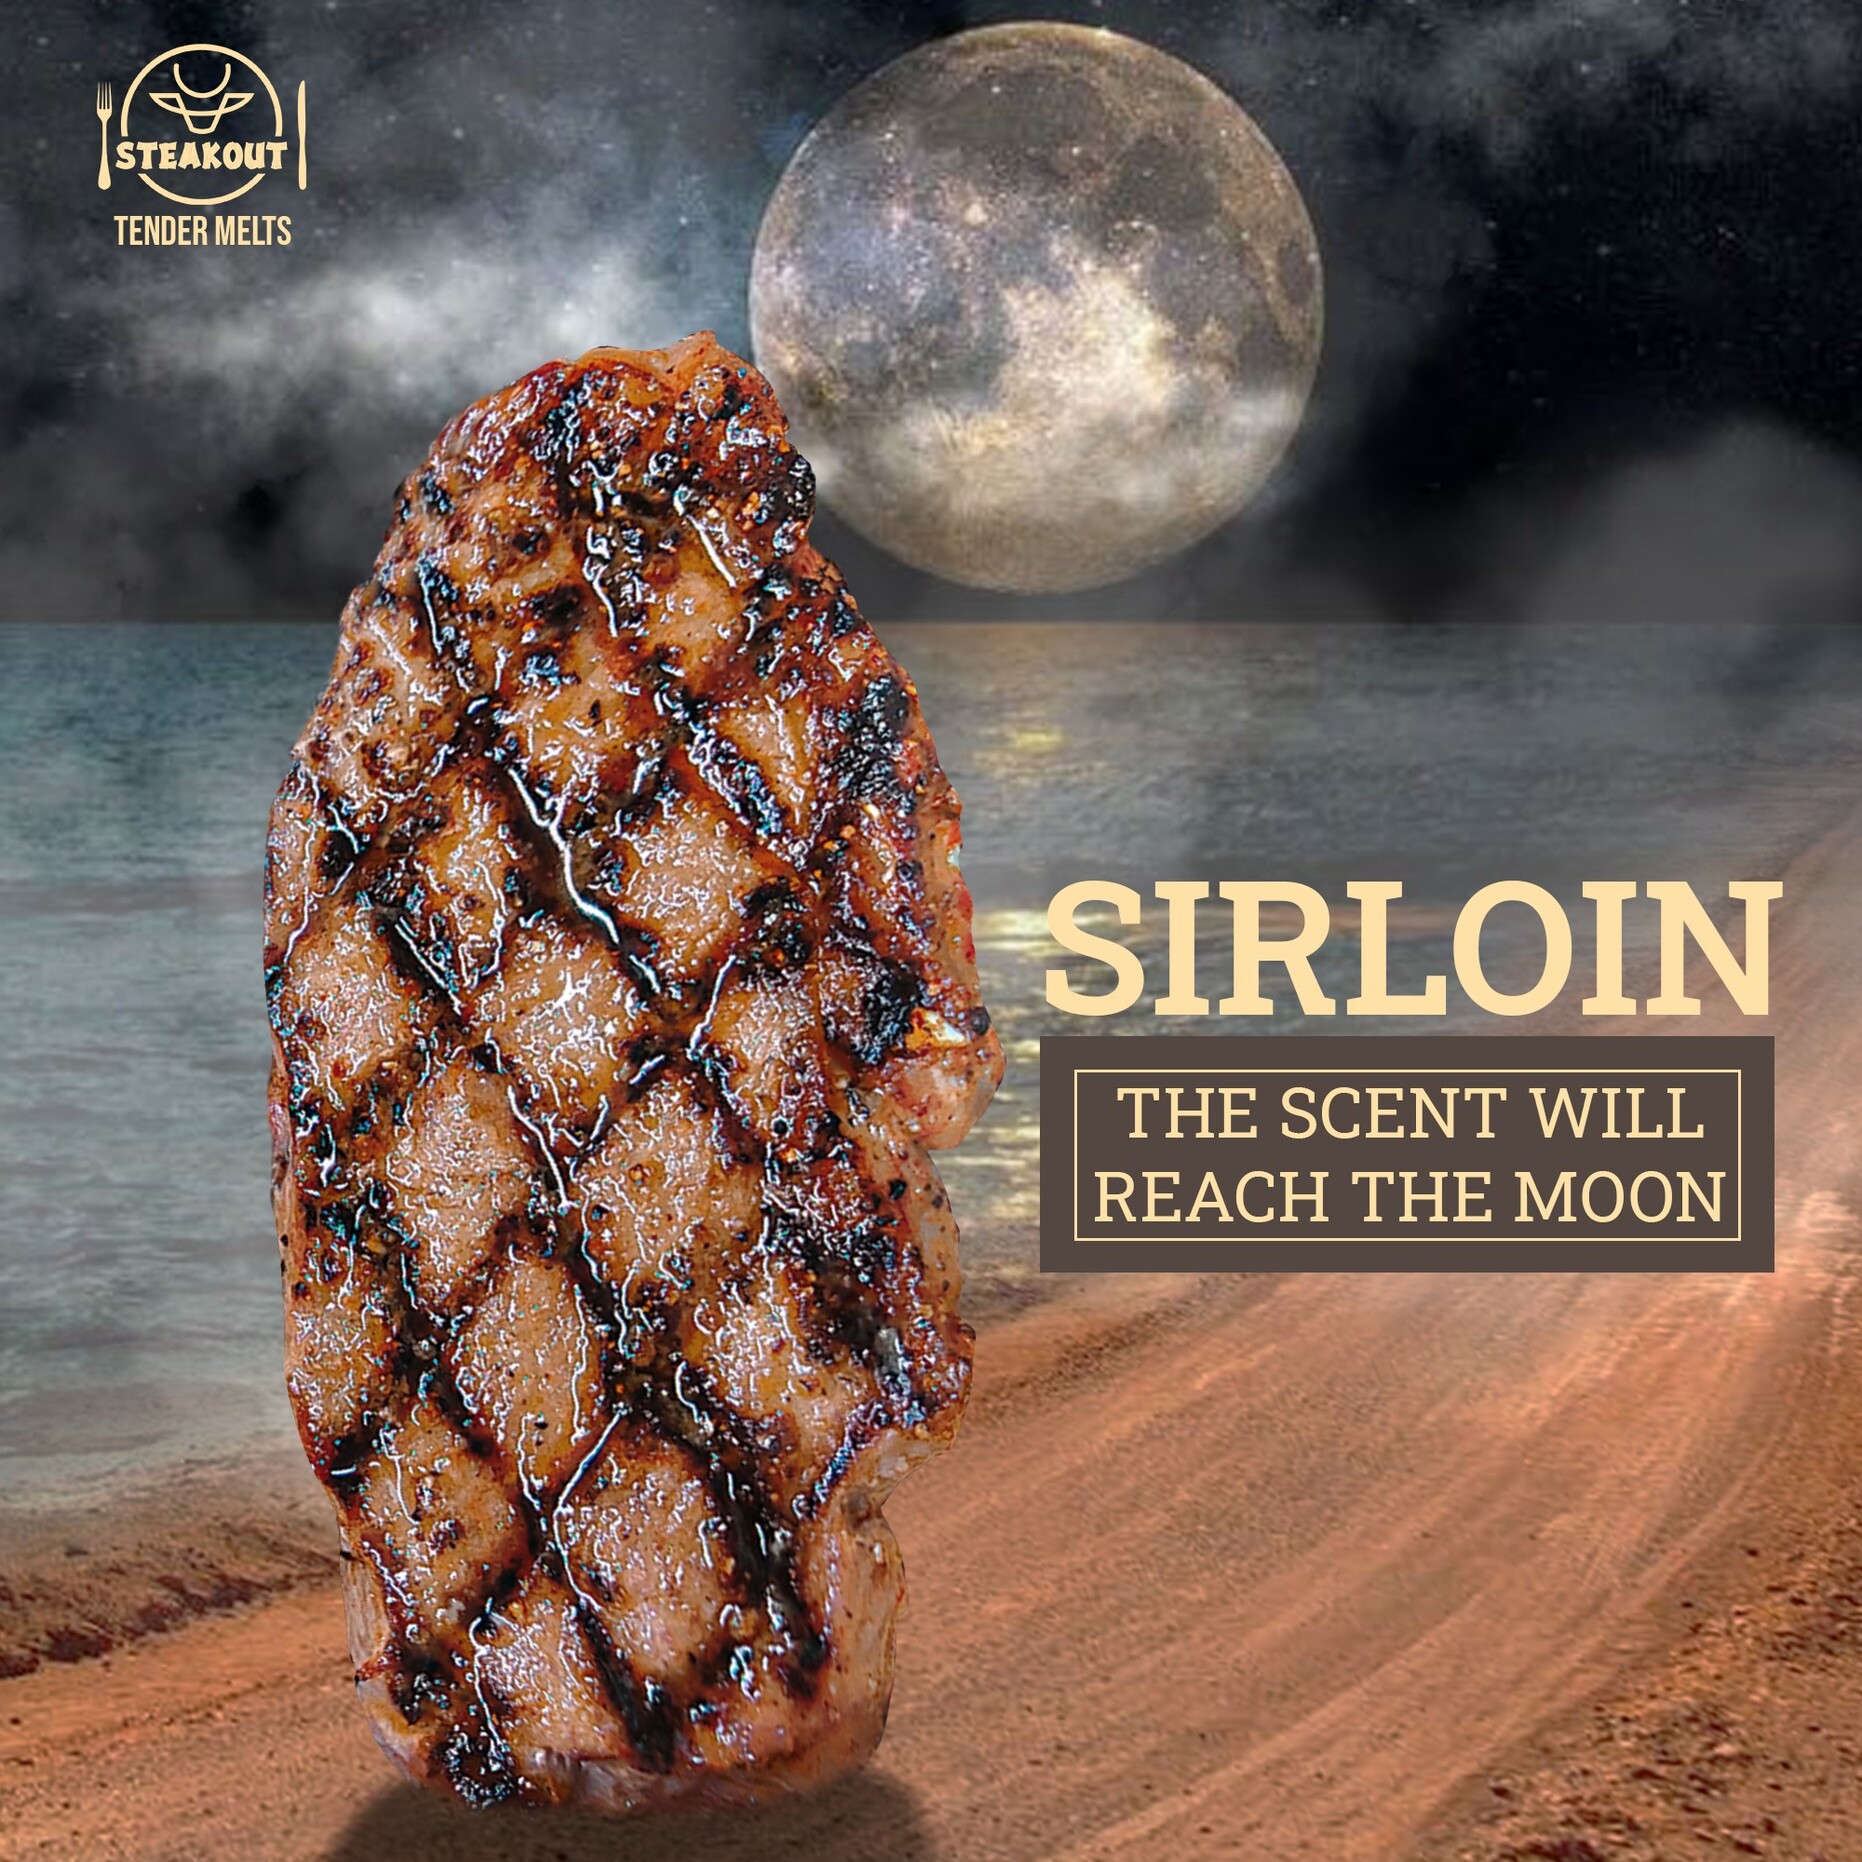 STEAKOUT
TENDER MELTS
SIRLOIN
THE SCENT WILL
REACH THE MOON